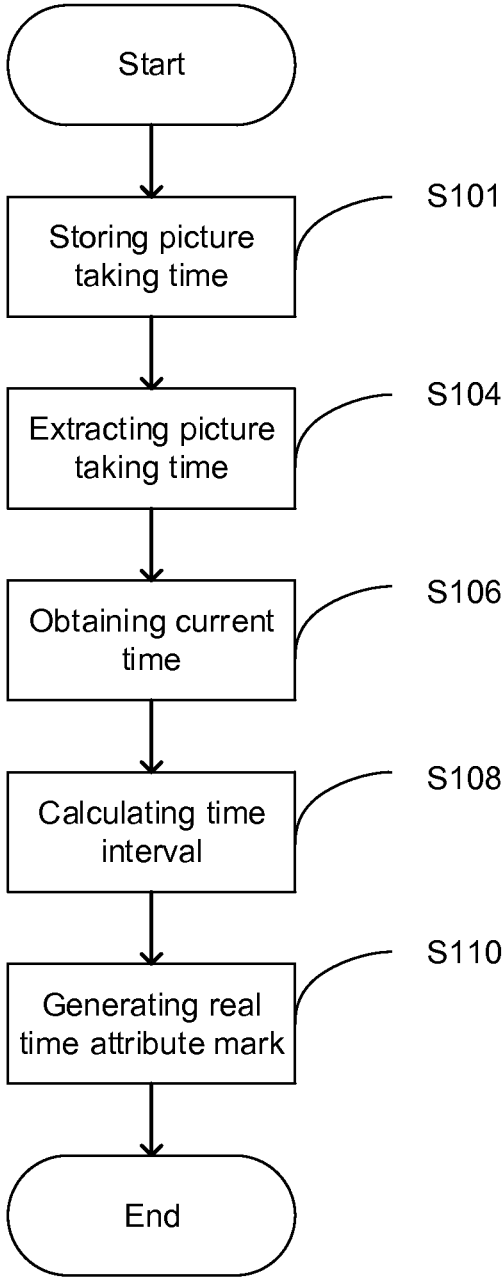 Start
Storing picture
taking time
S101
Extracting picture
taking time
S104
Obtaining current
time
S106
Calculating time
interval
S108
Generating real
time attribute mark
S110
End